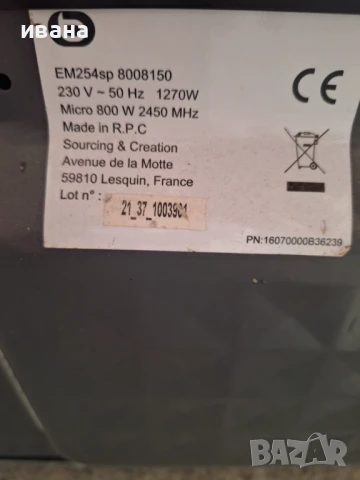 ивана
b
EM254sp 8008150
230 V ~ 50 Hz 1270W
Micro 800 W 2450 MHz
Made in R.P.C
Sourcing & Creation
Avenue de la Motte
59810 Lesquin, France
Lot n° :
21_37_1003901
CE
PN:16070000B36239
BAZAR